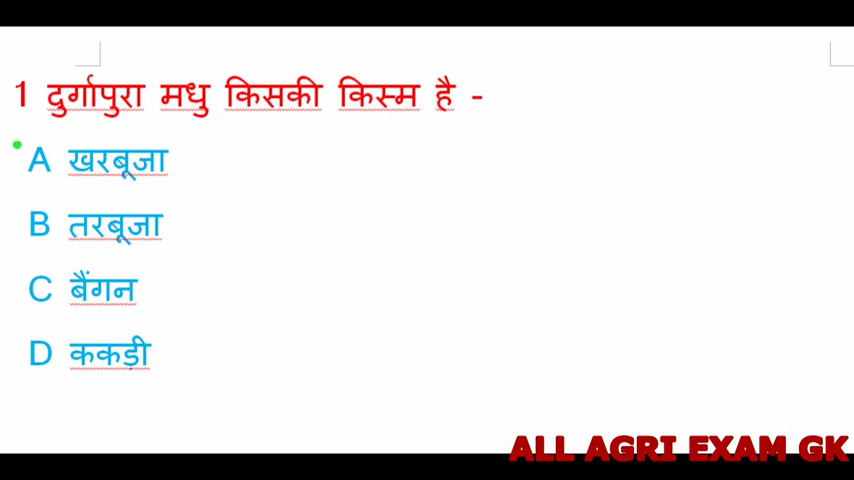 1 दुर्गापुरा मधु किसकी किस्म है -
A खरबूजा
B तरबूजा
C बैंगन
D ककडी
ALL AGRI EXAM GK